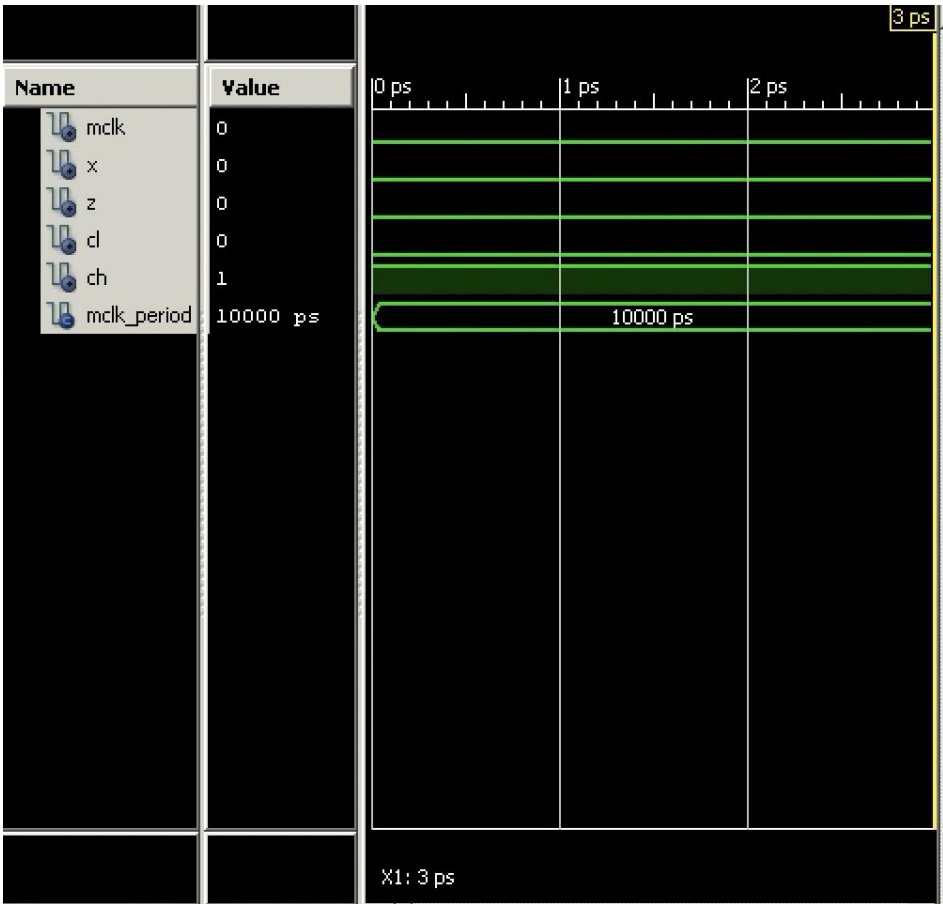 3 ps
Name Value 0 ps 1 ps 2 ps
mclk 0
x 0
z 0
cl 0
ch 1
mclk_period 10000 ps 10000 ps
X1: 3 ps